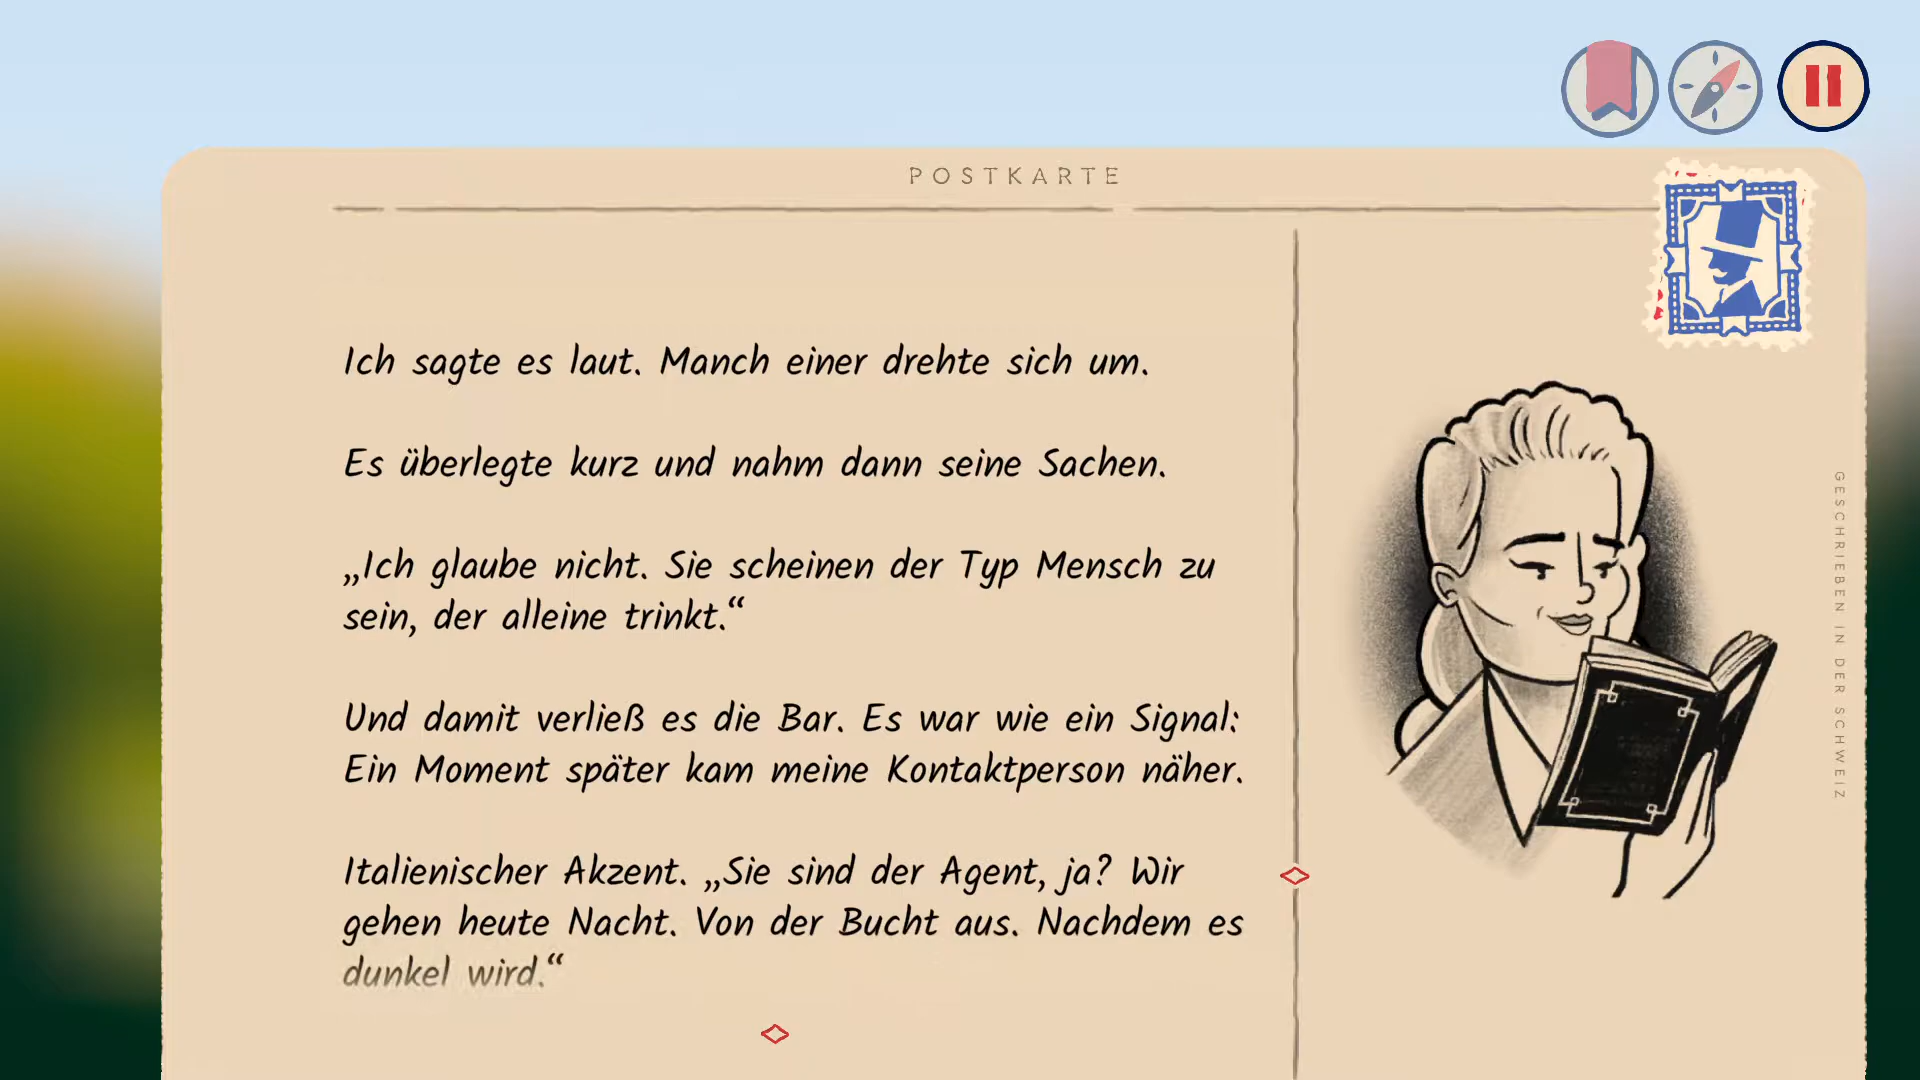 POSTKARTE
Ich sagte es laut. Manch einer drehte sich um.
Es überlegte kurz und nahm dann seine Sachen.
„Ich glaube nicht. Sie scheinen der Typ Mensch zu
sein, der alleine trinkt.“
Und damit verließ es die Bar. Es war wie ein Signal:
Ein Moment später kam meine Kontaktperson näher.
Italienischer Akzent. „Sie sind der Agent, ja? Wir
gehen heute Nacht. Von der Bucht aus. Nachdem es
dunkel wird.“
GESCHRIEBEN IN DER SCHWEIZ